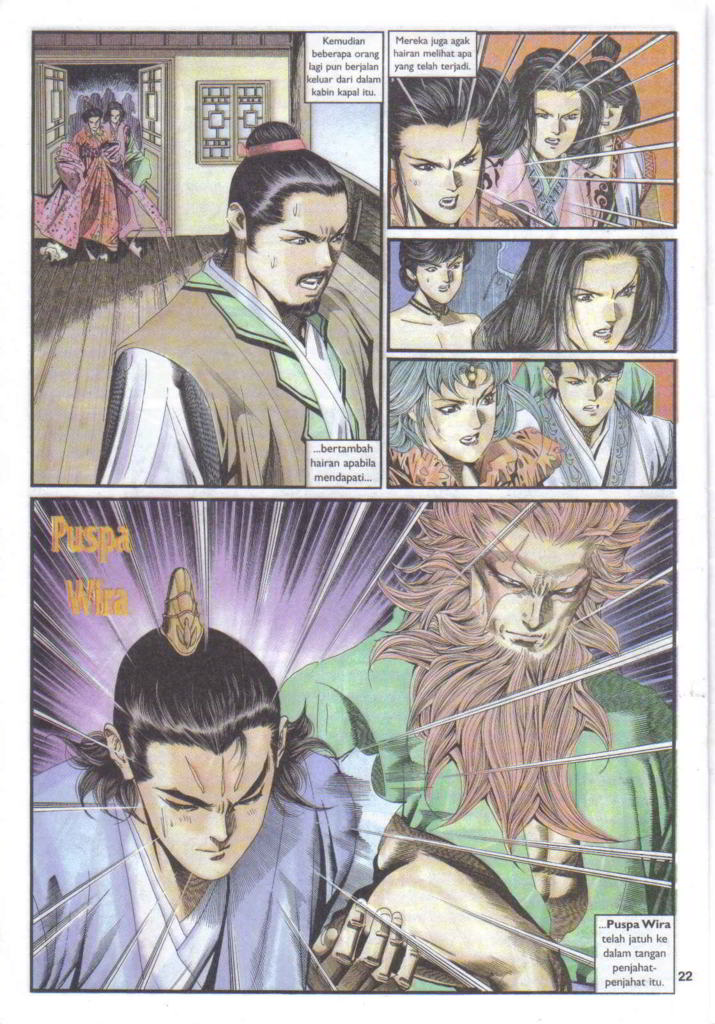 Kemudian
beberapa orang
lagi pun berjalan
keluar dari dalam
kabin kapal itu.
Mereka juga agak
hairan melihat apa
yang telah terjadi.
...bertambah
hairan apabila
mendapati...
Puspa
Wira
...Puspa Wira
telah jatuh ke
dalam tangan
penjahat-
penjahat itu.
22